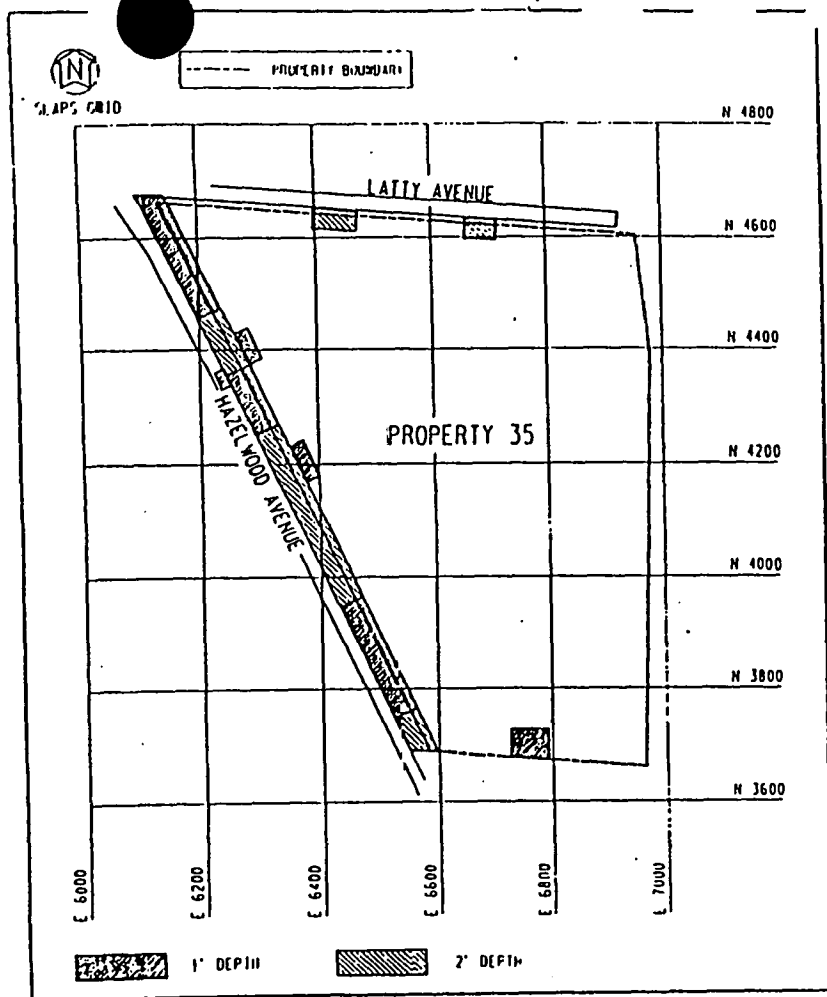 N
SLAPS GRID
PROPERTY BOUNDARY
N 4800
LATTY AVENUE
N 4600
N 4400
HAZELWOOD AVENUE
PROPERTY 35
N 4200
N 4000
N 3800
N 3600
E 6000
E 6200
E 6400
E 6600
E 6800
E 7000
1' DEPTH
2' DEPTH